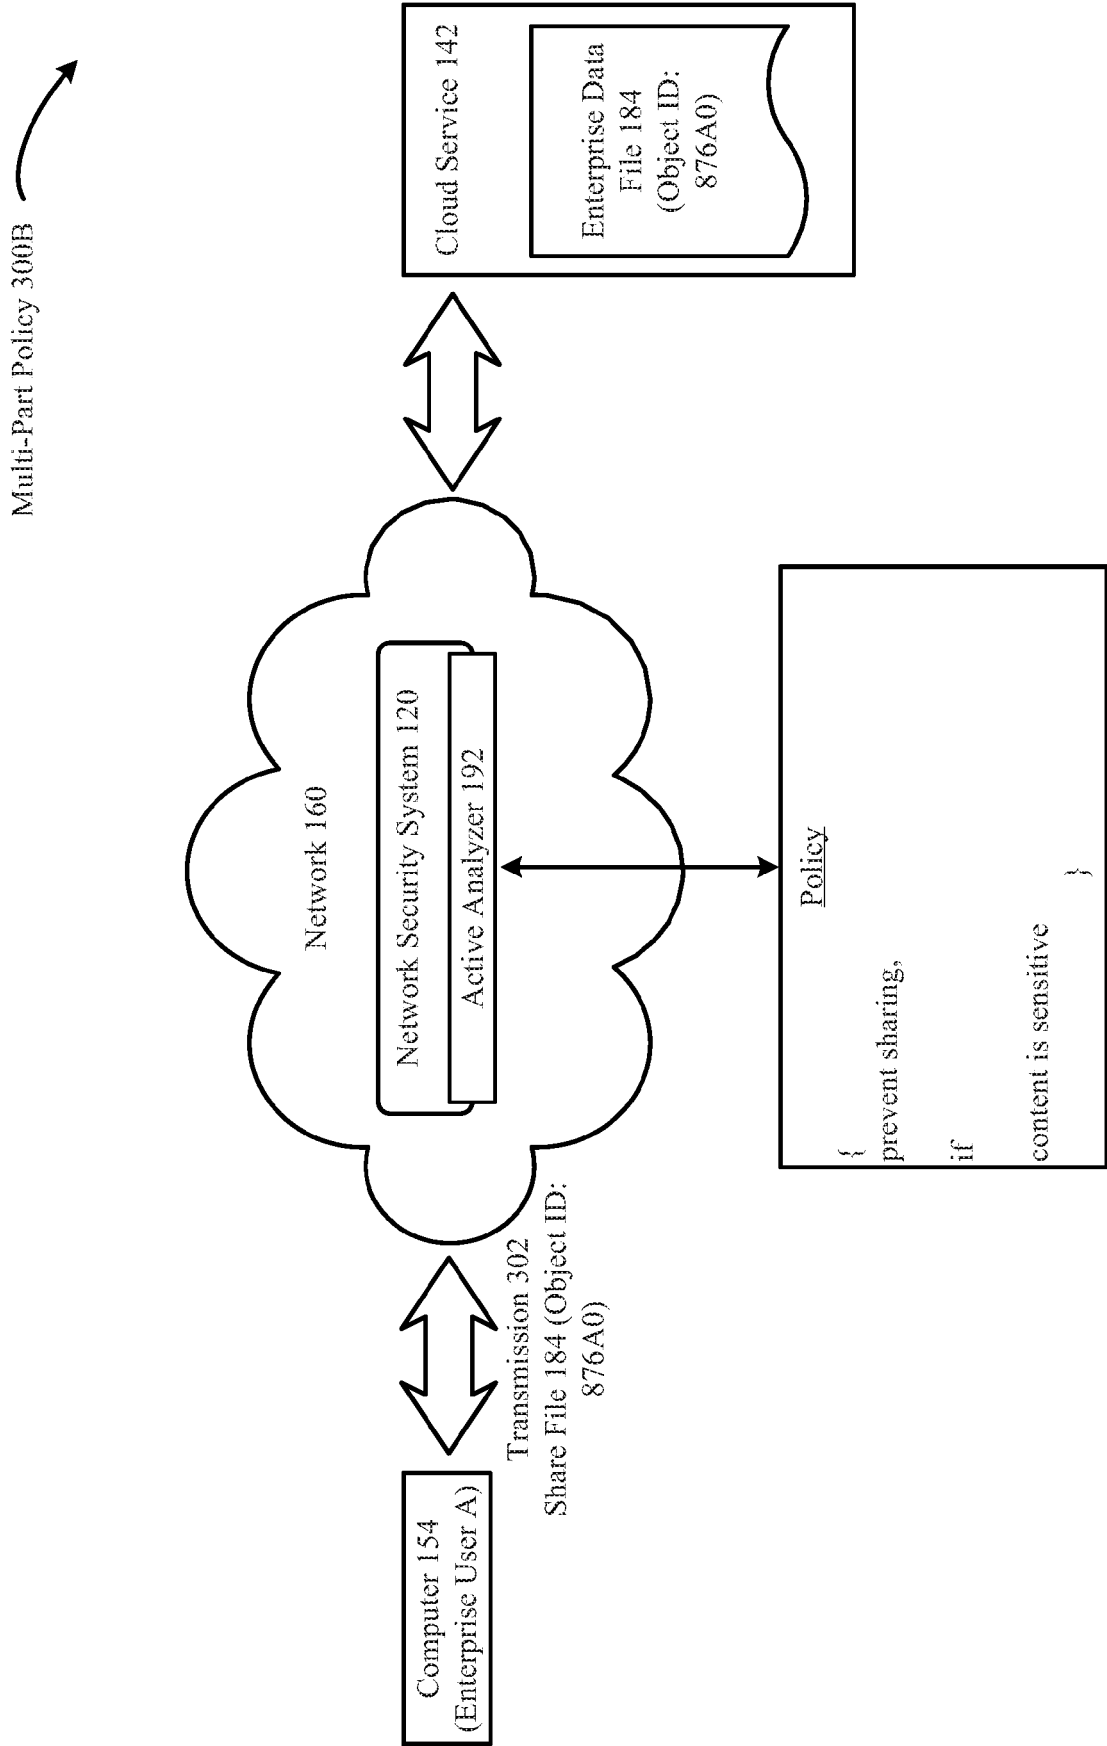 Multi-Part Policy 300B
Computer 154
(Enterprise User A)
Transmission 302
Share File 184 (Object ID:
876A0)
Network 160
Network Security System 120
Active Analyzer 192
Cloud Service 142
Enterprise Data
File 184
(Object ID:
876A0)
Policy
{
prevent sharing,
if
content is sensitive
}